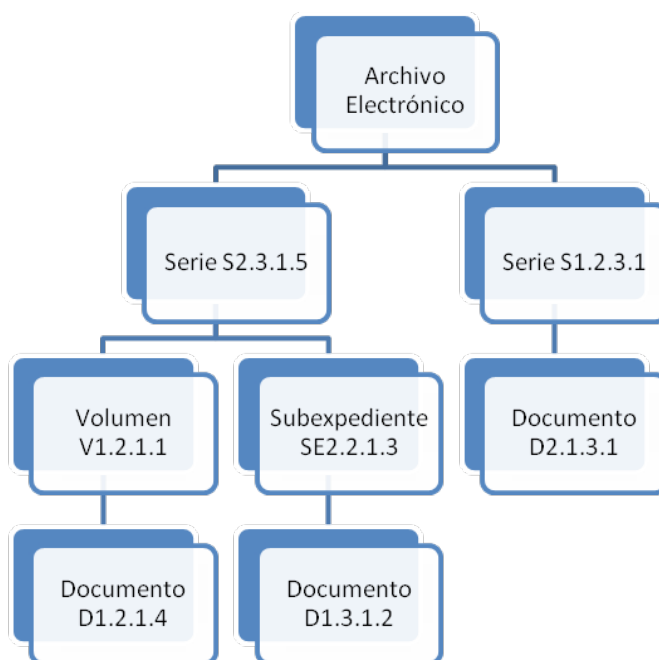 Archivo
Electrónico
Serie S2.3.1.5
Serie S1.2.3.1
Volumen
V1.2.1.1
Subexpediente
SE2.2.1.3
Documento
D2.1.3.1
Documento
D1.2.1.4
Documento
D1.3.1.2